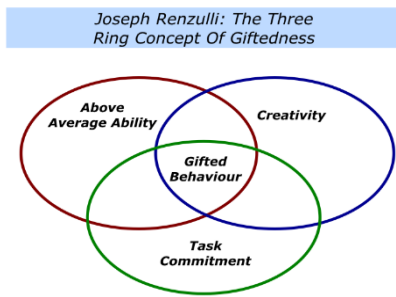 Joseph Renzulli: The Three
Ring Concept Of Giftedness
Above
Average Ability
Creativity
Gifted
Behaviour
Task
Commitment